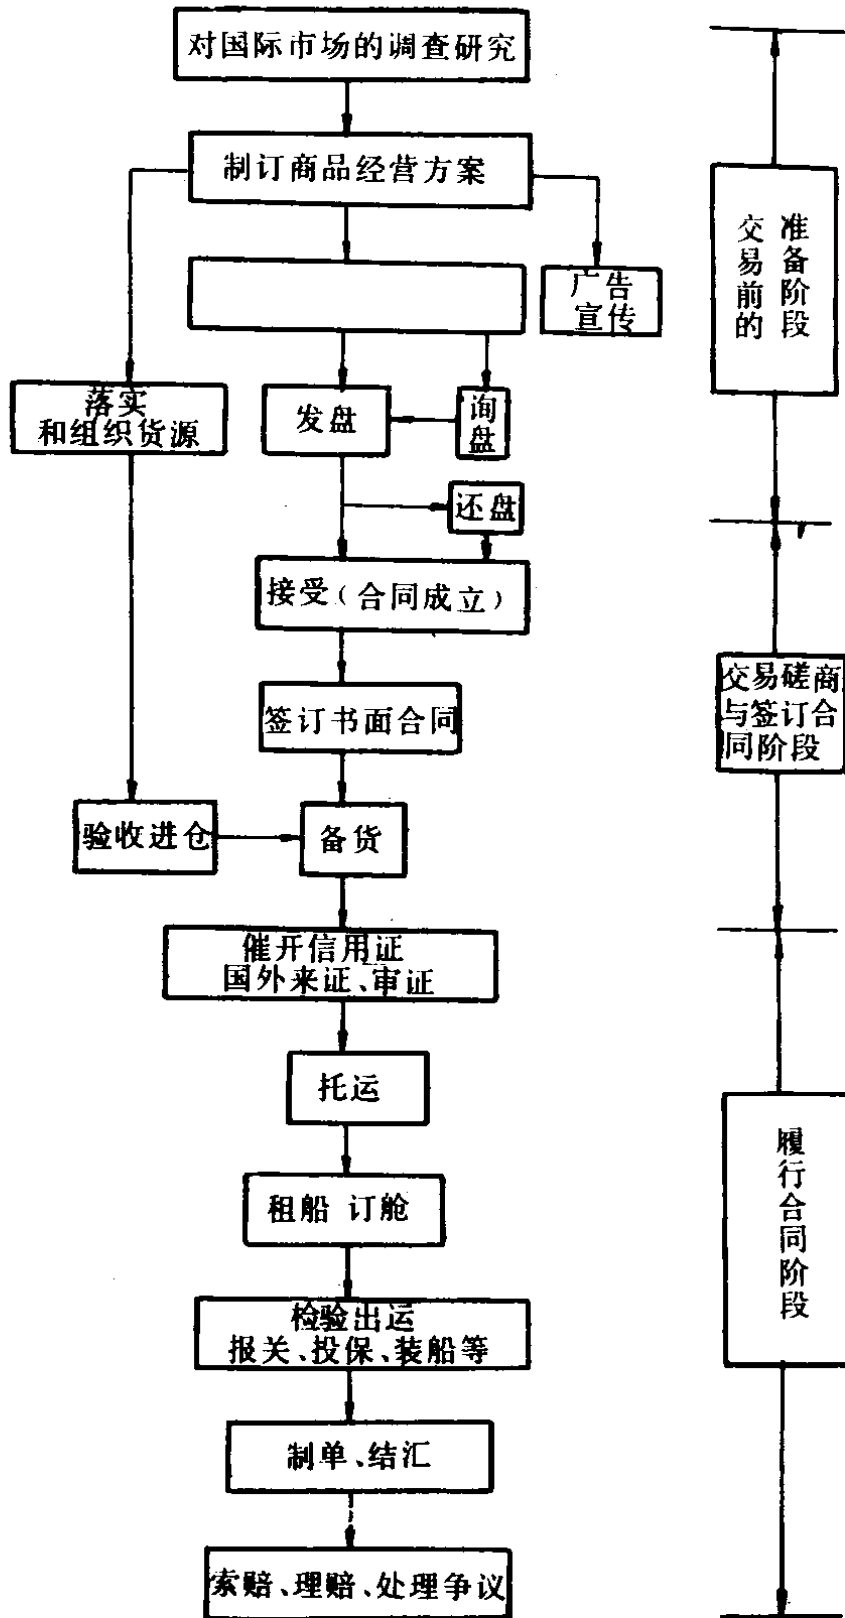 对国际市场的调查研究
制订商品经营方案
广告
宣传
落实
和组织货源
发盘
询
盘
还盘
接受(合同成立)
签订书面合同
验收进仓
备货
催开信用证
国外来证、审证
托运
租船 订舱
检验出运
报关、投保、装船等
制单、结汇
索赔、理赔、处理争议
交易前的
准备阶段
交易磋商
与签订合
同阶段
履行合同阶段